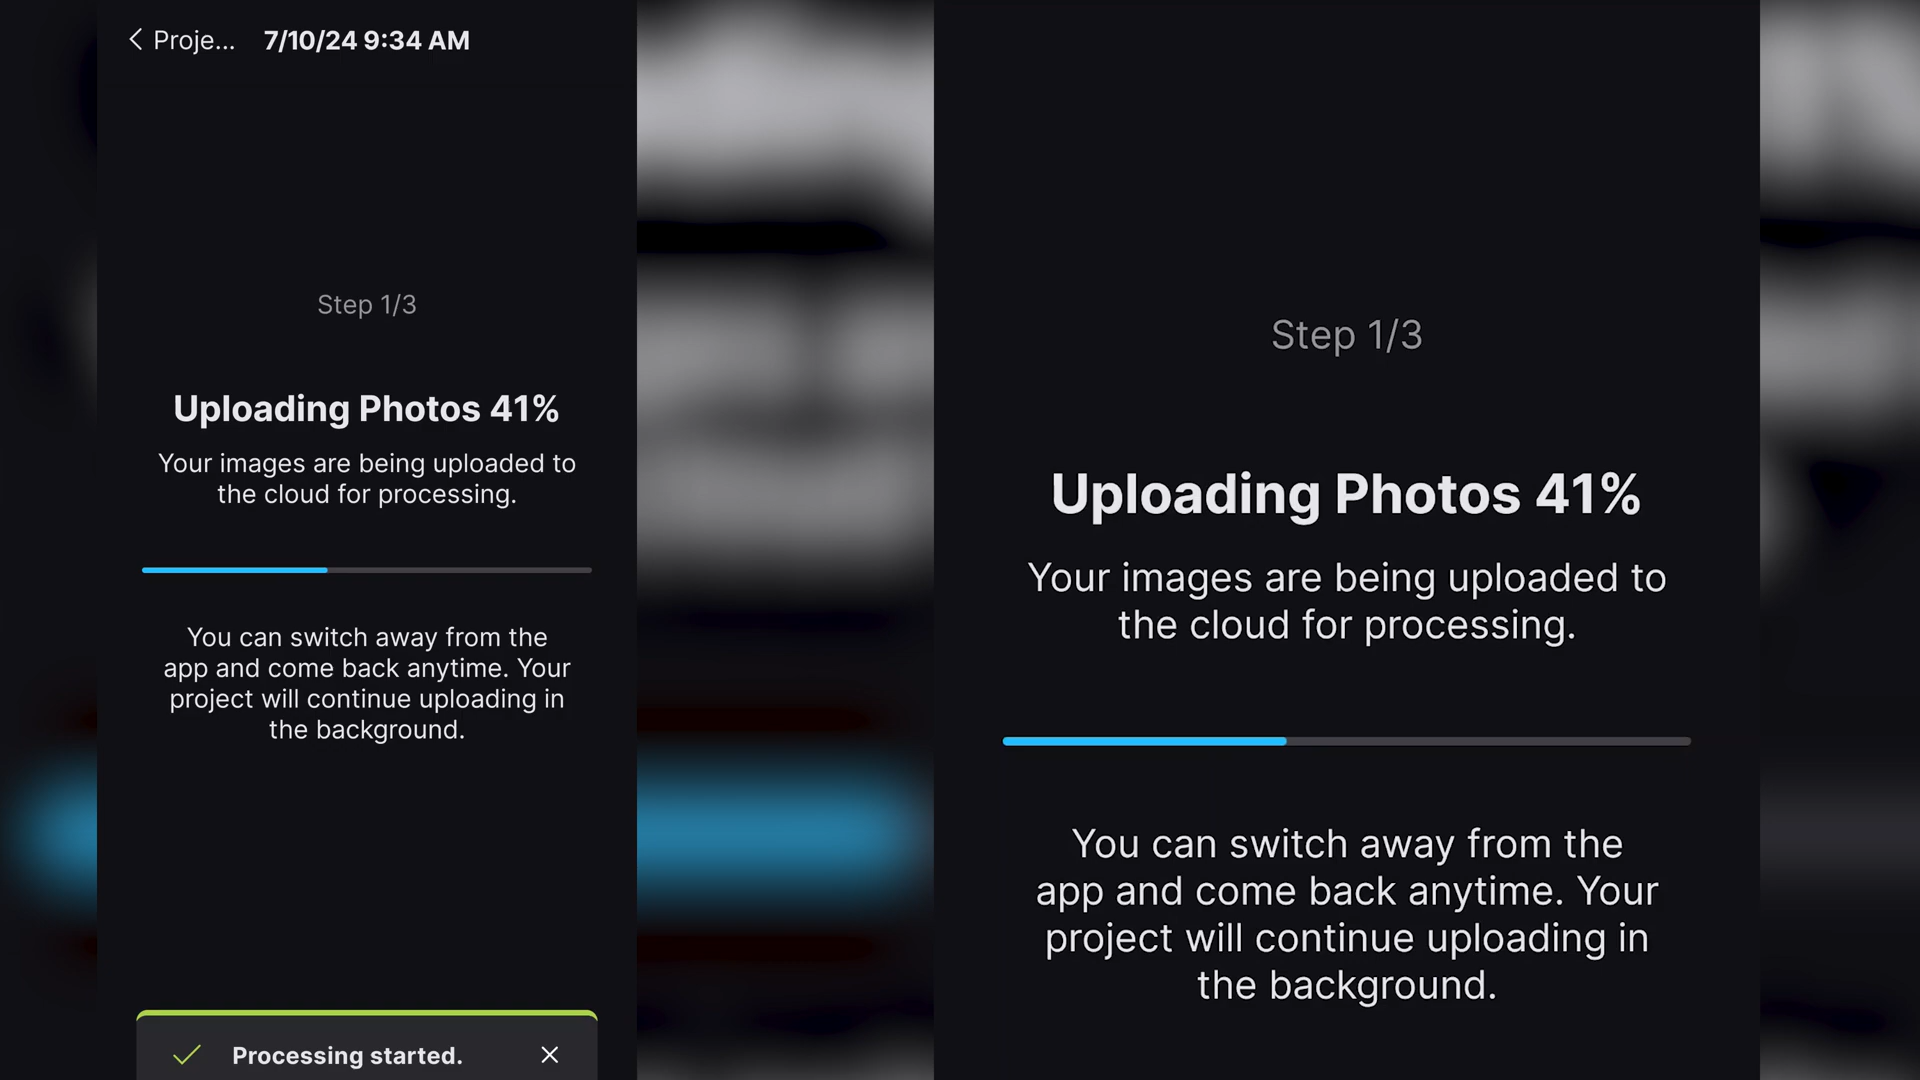 Proje... 7/10/24 9:34 AM
Step 1/3
Uploading Photos 41%
Your images are being uploaded to
the cloud for processing.
You can switch away from the
app and come back anytime. Your
project will continue uploading in
the background.
Processing started.
Step 1/3
Uploading Photos 41%
Your images are being uploaded to
the cloud for processing.
You can switch away from the
app and come back anytime. Your
project will continue uploading in
the background.